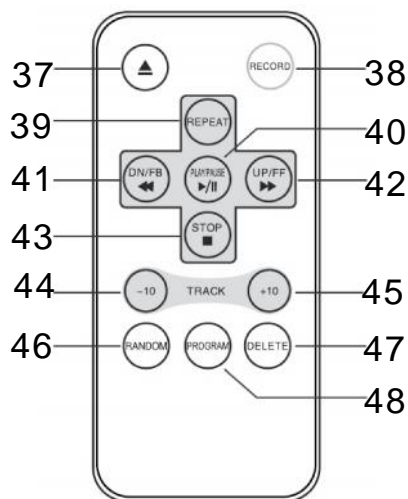 37
RECORD
38
39
REPEAT
40
41
DN/FB
PLAY/PAUSE
UP/FF
42
43
STOP
44
-10
TRACK
+10
45
46
RANDOM
PROGRAM
DELETE
47
48